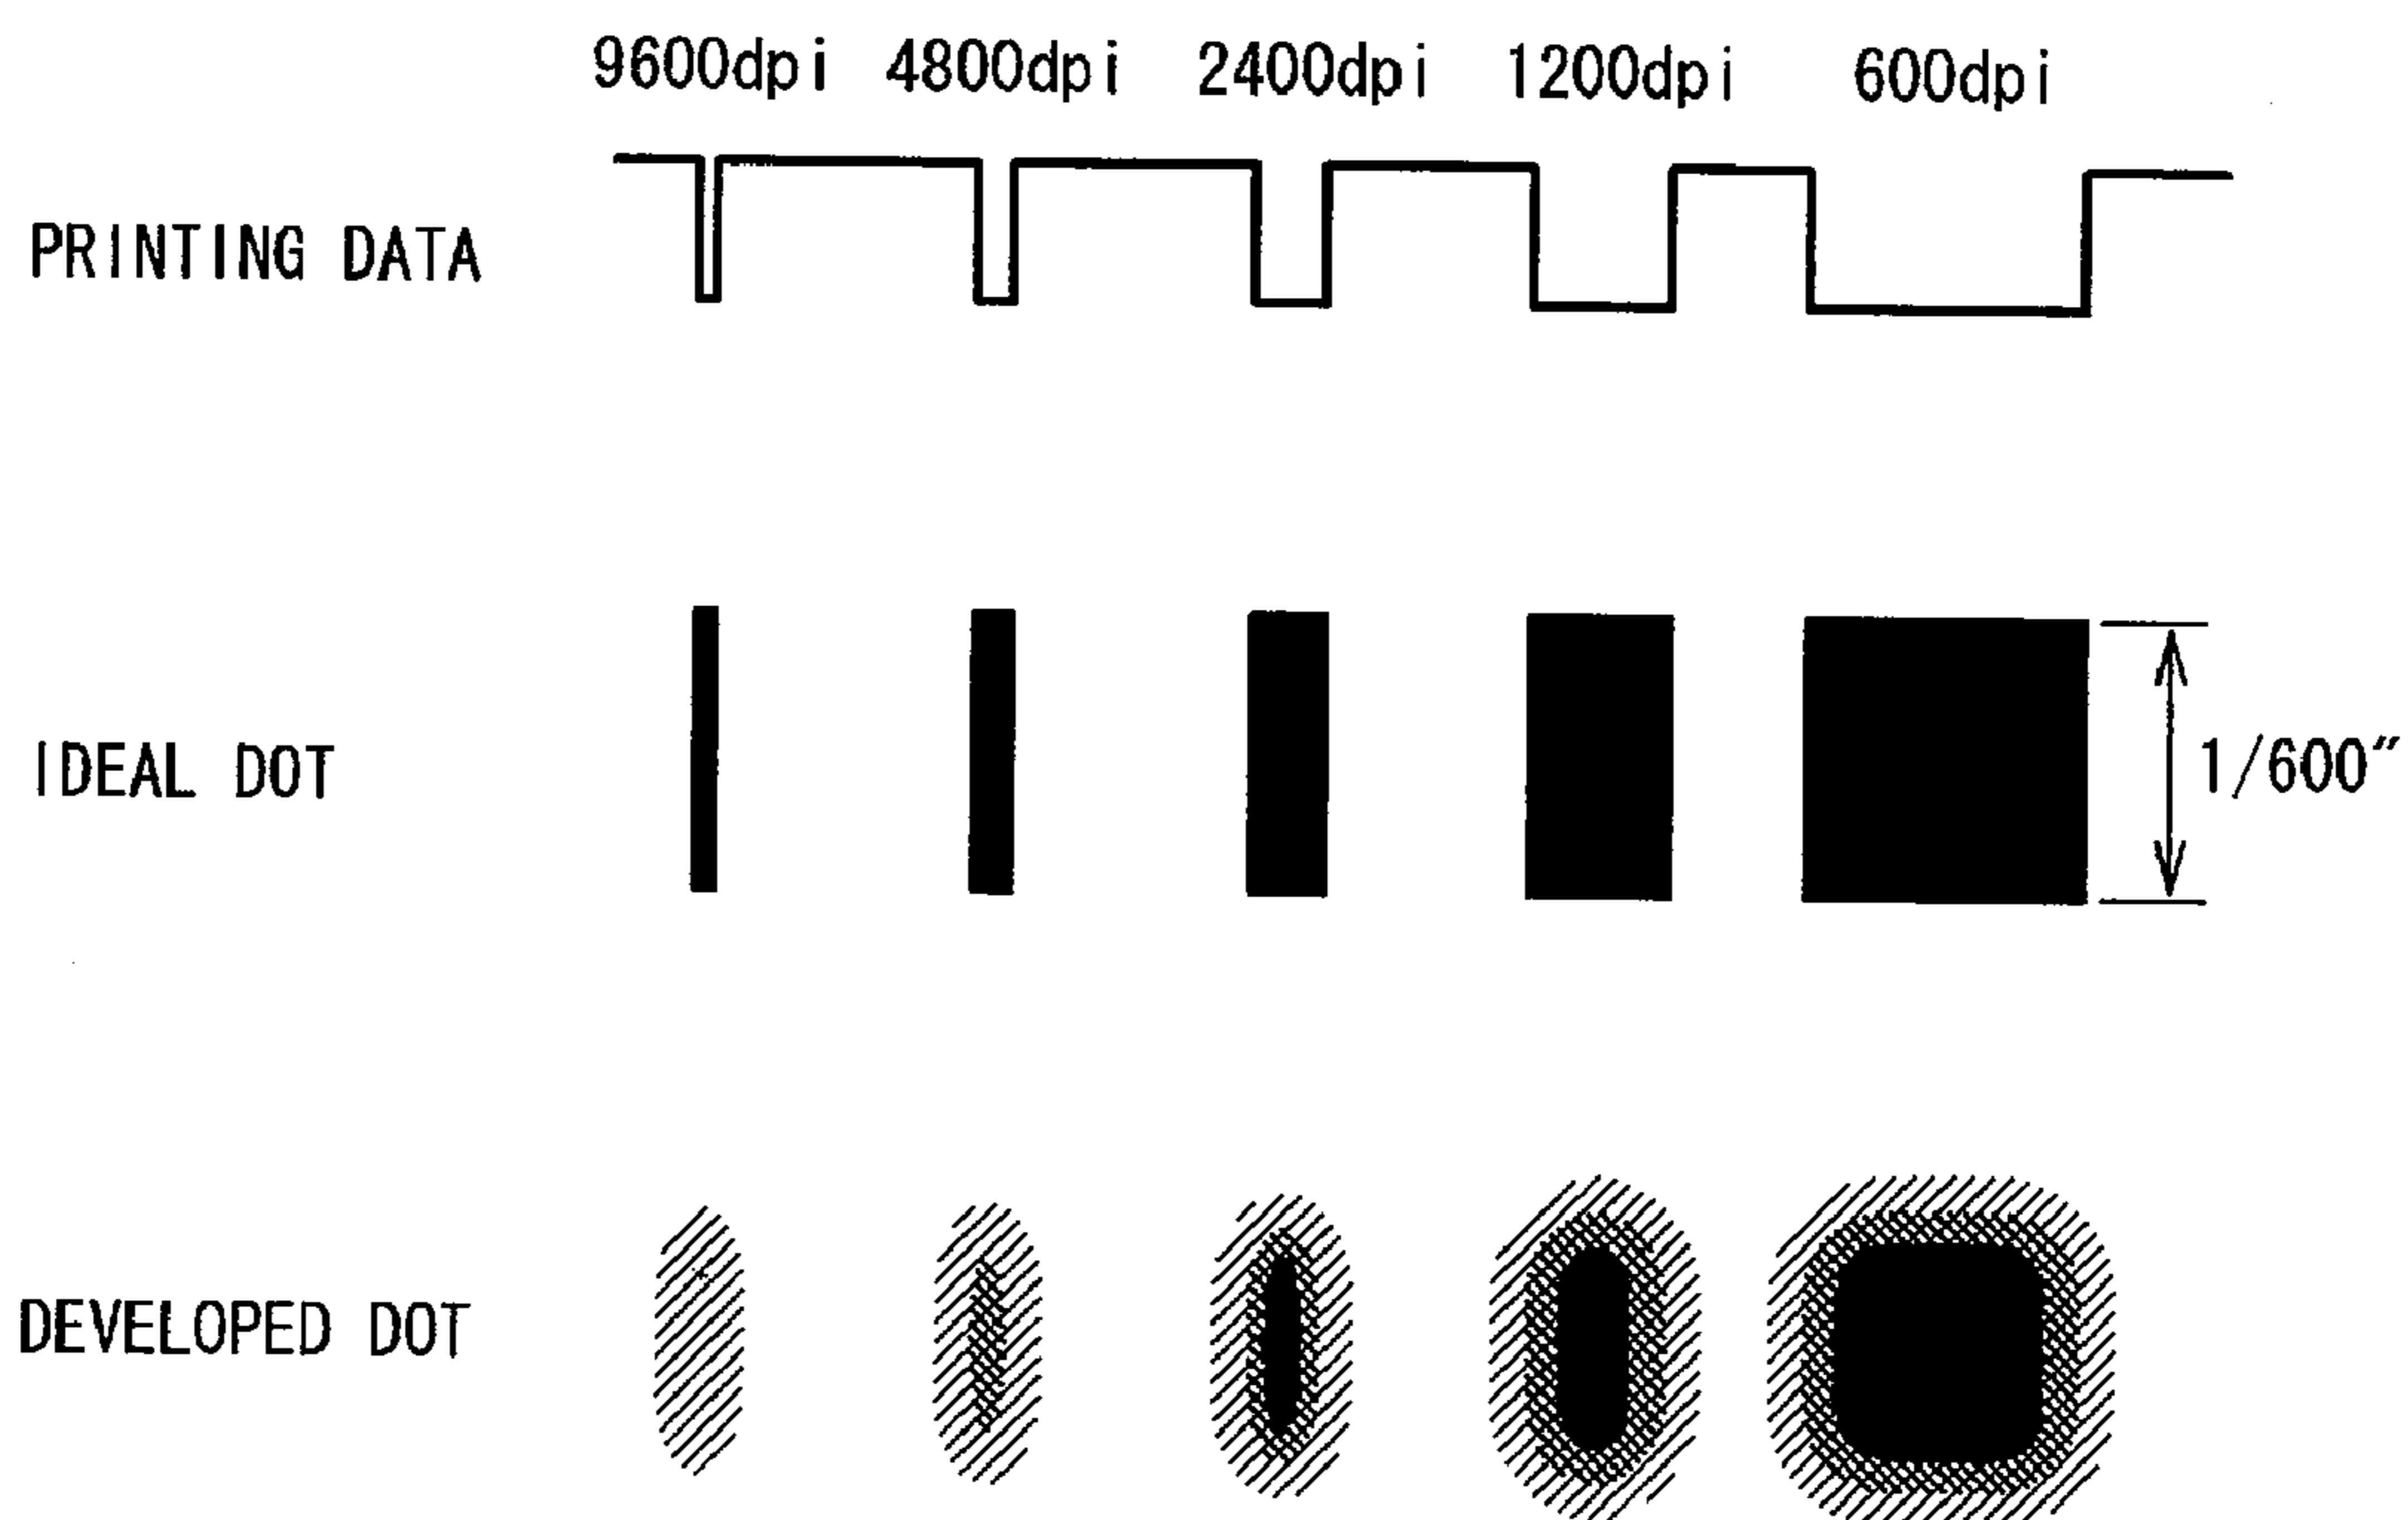 9600dpi 4800dpi 2400dpi 1200dpi 600dpi
PRINTING DATA
IDEAL DOT
1/600″
DEVELOPED DOT